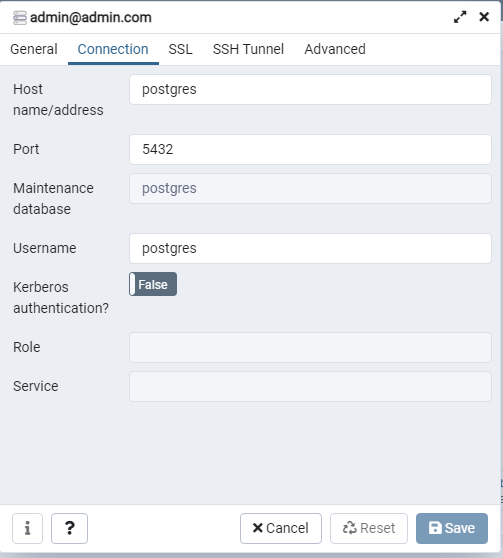 admin@admin.com
General Connection SSL SSH Tunnel Advanced
Host name/address postgres
Port 5432
Maintenance database postgres
Username postgres
Kerberos authentication? False
Role
Service
i ? Cancel Reset Save